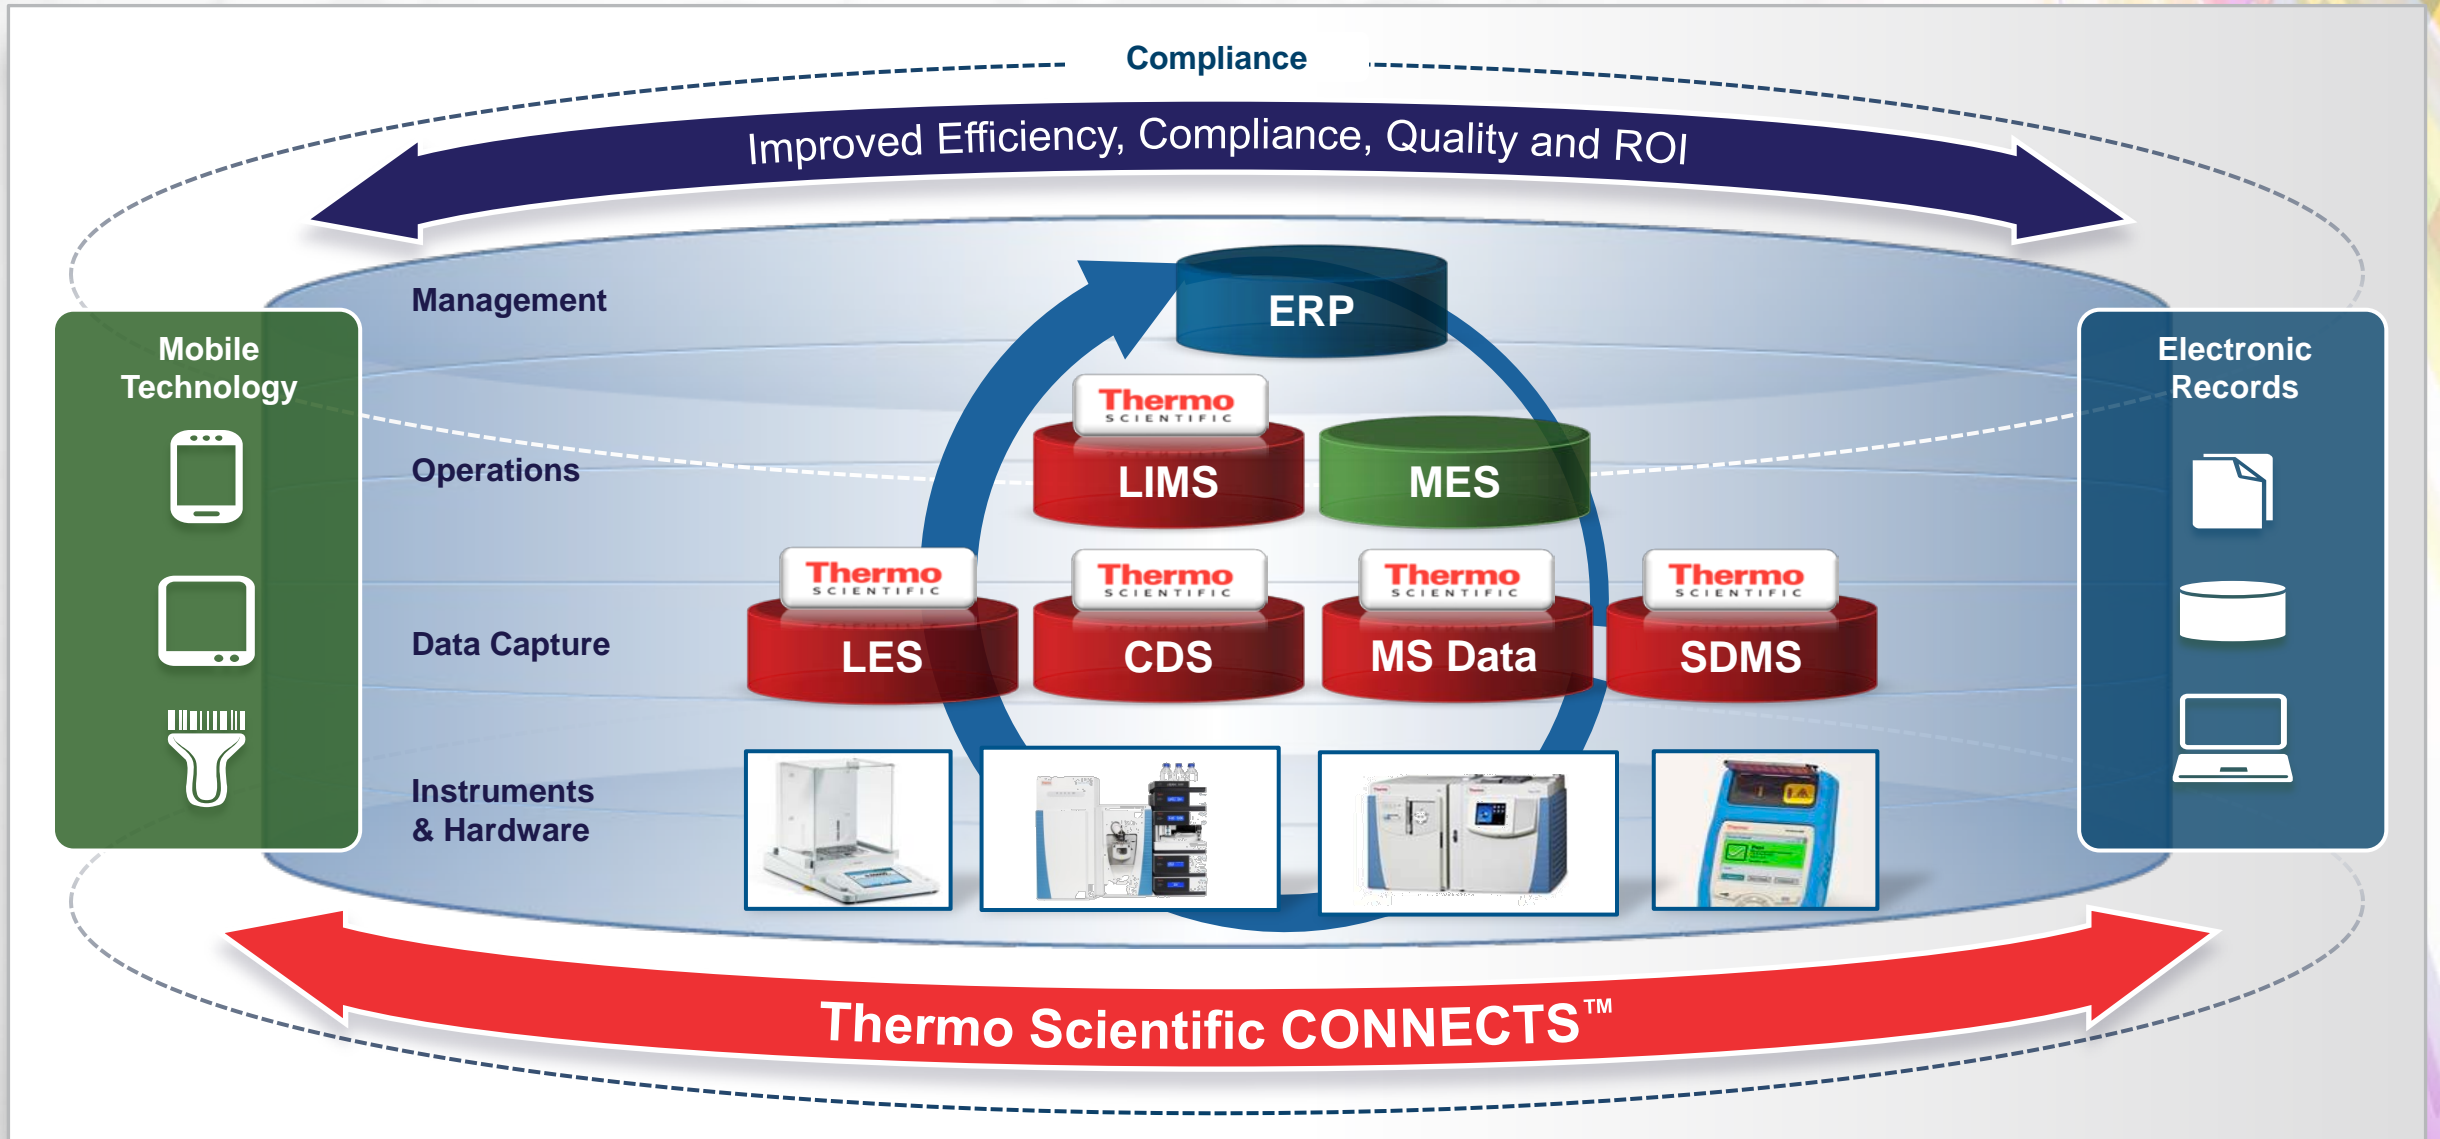 Compliance
Improved Efficiency, Compliance, Quality and ROI
Management
ERP
Mobile
Technology
Electronic
Records
Thermo
SCIENTIFIC
Operations
LIMS
MES
Thermo
SCIENTIFIC
Thermo
SCIENTIFIC
Thermo
SCIENTIFIC
Thermo
SCIENTIFIC
Data Capture
LES
CDS
MS Data
SDMS
Instruments
& Hardware
Pass
Thermo Scientific CONNECTS™